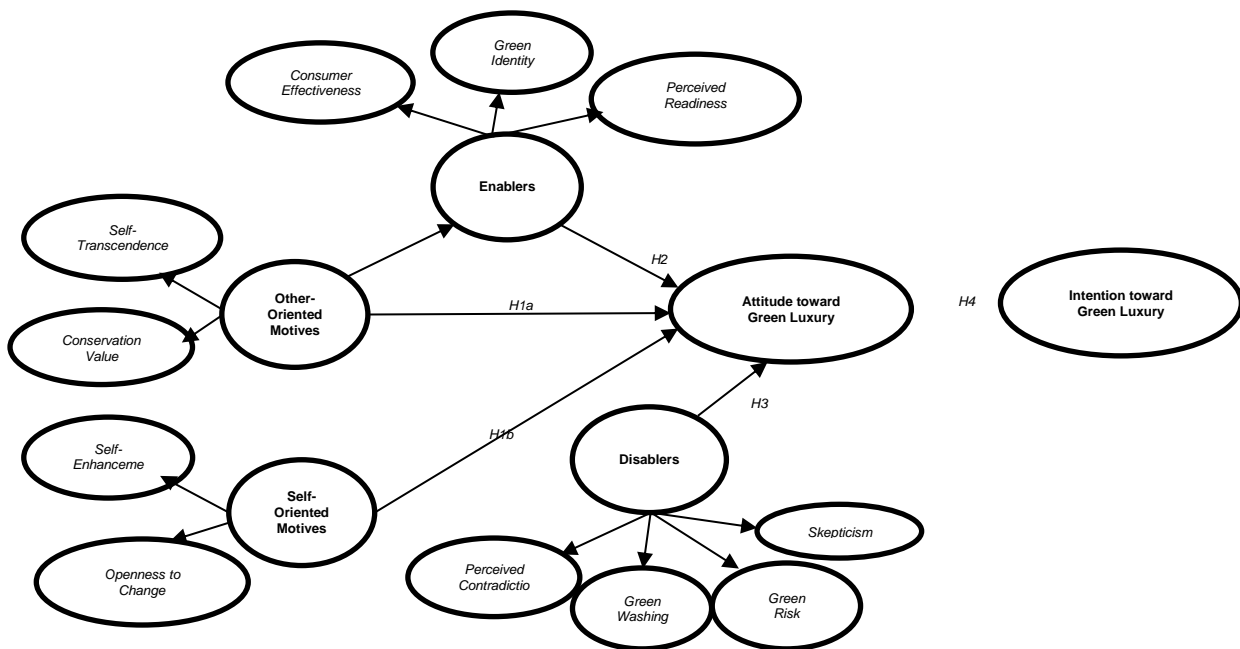 Green
Identity
Consumer
Effectiveness
Perceived
Readiness
Enablers
Self-
Transcendence
H2
Other-
Oriented
Motives
H1a
Attitude toward
Green Luxury
H4
Intention toward
Green Luxury
Conservation
Value
H3
H1b
Self-
Enhanceme
Disablers
Self-
Oriented
Motives
Skepticism
Perceived
Contradictio
Openness to
Change
Green
Washing
Green
Risk